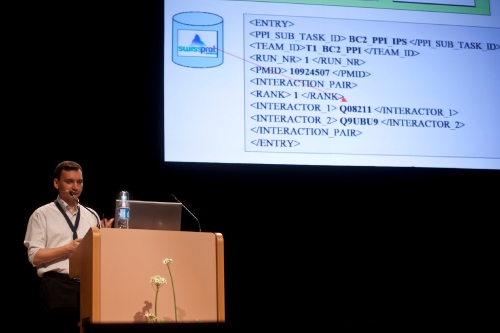 swissprot
<ENTRY>
<PPI_SUB_TASK_ID> BC2_PPI_IPS </PPI_SUB_TASK_ID>
<TEAM_ID>T1_BC2_PPI </TEAM_ID>
<RUN_NR> 1 </RUN_NR>
<PMID> 10924507 </PMID>
<INTERACTION_PAIR>
<RANK> 1 </RANK>
<INTERACTOR_1> Q08211 </INTERACTOR_1>
<INTERACTOR_2> Q9UBU9 </INTERACTOR_2>
</INTERACTION_PAIR>
</ENTRY>